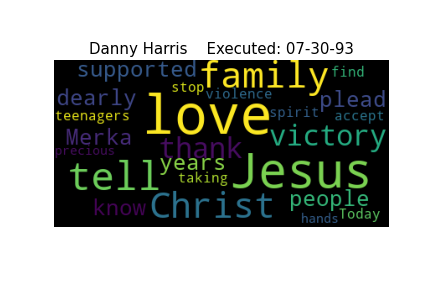 Danny Harris    Executed: 07-30-93
supported family find
stop violence
dearly love plead
teenagers spirit accept
Merka thank victory
precious
years
tell taking Jesus
know Christ people
hands Today